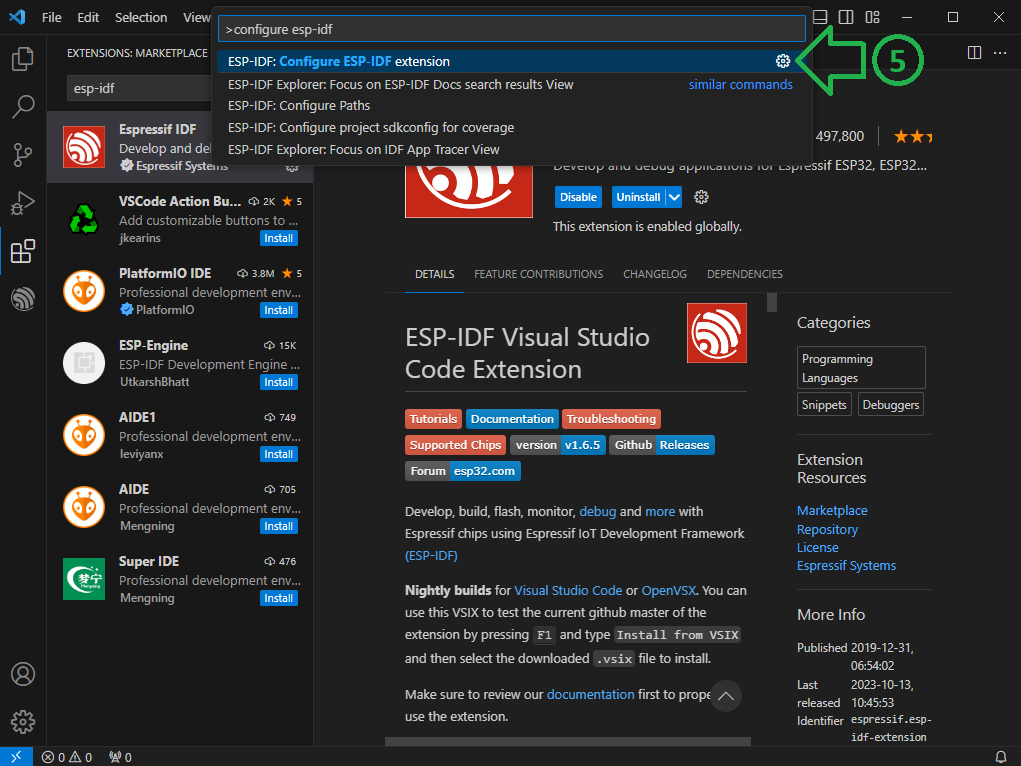 File Edit Selection View
>configure esp-idf
ESP-IDF: Configure ESP-IDF extension
ESP-IDF Explorer: Focus on ESP-IDF Docs search results View similar commands
ESP-IDF: Configure Paths
ESP-IDF: Configure project sdkconfig for coverage
ESP-IDF Explorer: Focus on IDF App Tracer View
5
EXTENSIONS: MARKETPLACE
esp-idf
Espressif IDF
Develop and de
Espressif Systems
VSCode Action Bu... 2K 5
Add customizable buttons to ...
jkearins Install
PlatformIO IDE 3.8M 5
Professional development env...
PlatformIO Install
ESP-Engine 15K
ESP-IDF Development Engine ...
UtkarshBhatt Install
AIDE1 749
Professional development env...
leviyanx Install
AIDE 705
Professional development env...
Mengning Install
Super IDE 476
Professional development env...
Mengning Install
梦宁
497,800
Develop and debug applications for Espressif ESP32, ESP32...
Disable Uninstall
This extension is enabled globally.
DETAILS FEATURE CONTRIBUTIONS CHANGELOG DEPENDENCIES
ESP-IDF Visual Studio
Code Extension
Tutorials Documentation Troubleshooting
Supported Chips version v1.6.5 Github Releases
Forum esp32.com
Develop, build, flash, monitor, debug and more with
Espressif chips using Espressif IoT Development Framework
(ESP-IDF)
Nightly builds for Visual Studio Code or OpenVSX. You can
use this VSIX to test the current github master of the
extension by pressing F1 and type Install from VSIX
and then select the downloaded .vsix file to install.
Make sure to review our documentation first to prope
use the extension.
Categories
Programming
Languages
Snippets Debuggers
Extension
Resources
Marketplace
Repository
License
Espressif Systems
More Info
Published 2019-12-31,
06:54:02
Last 2023-10-13,
released 10:45:53
Identifier espressif.esp-
idf-extension
0 0 0